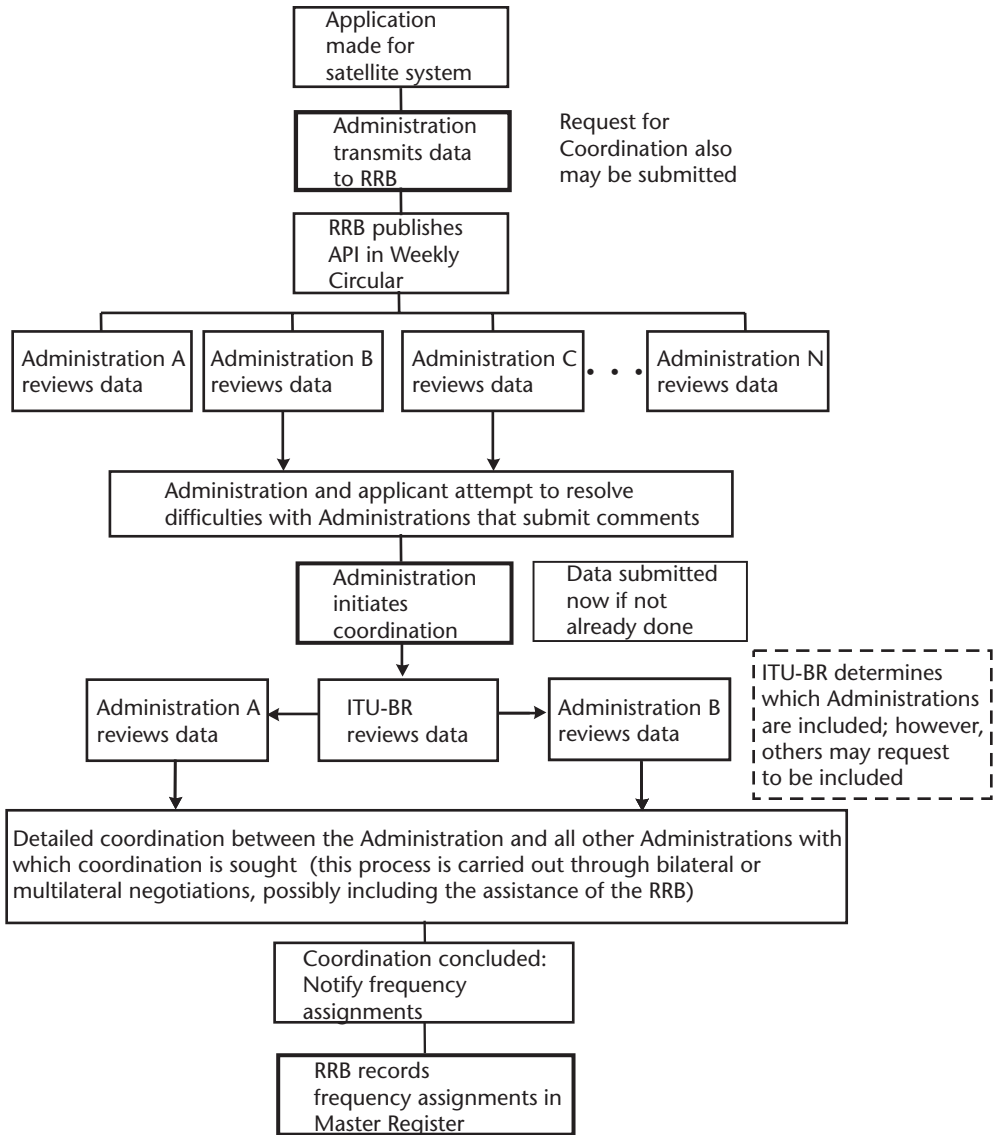 Application
made for
satellite system
Administration
transmits data
to RRB
Request for
Coordination also
may be submitted
RRB publishes
API in Weekly
Circular
Administration A
reviews data
Administration B
reviews data
Administration C
reviews data
Administration N
reviews data
Administration and applicant attempt to resolve
difficulties with Administrations that submit comments
Administration
initiates
coordination
Data submitted
now if not
already done
Administration A
reviews data
ITU-BR
reviews data
Administration B
reviews data
ITU-BR determines
which Administrations
are included; however,
others may request
to be included
Detailed coordination between the Administration and all other Administrations with
which coordination is sought (this process is carried out through bilateral or
multilateral negotiations, possibly including the assistance of the RRB)
Coordination concluded:
Notify frequency
assignments
RRB records
frequency assignments in
Master Register